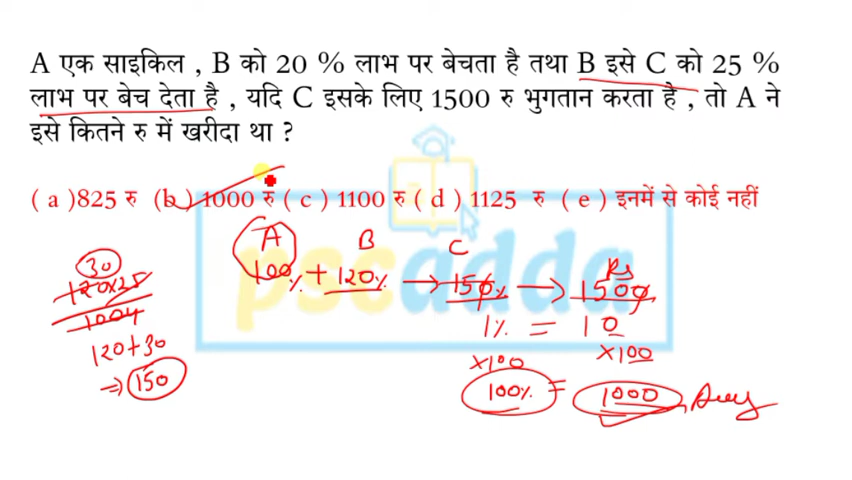 A एक साइकिल , B को 20 % लाभ पर बेचता है तथा B इसे C को 25 %
लाभ पर बेच देता है , यदि C इसके लिए 1500 रु भुगतान करता है , तो A ने
इसे कितने रु में खरीदा था ?
( a )825 रु (b) 1000 रु ( c ) 1100 रु ( d ) 1125 रु ( e ) इनमें से कोई नहीं
A B C
30 Rs
100% + 120% → 150% → 1500
120×25
100 4
1% = 10
120+30
×100 ×100
⇒ 150
100% = 1000 Ans
pscadda